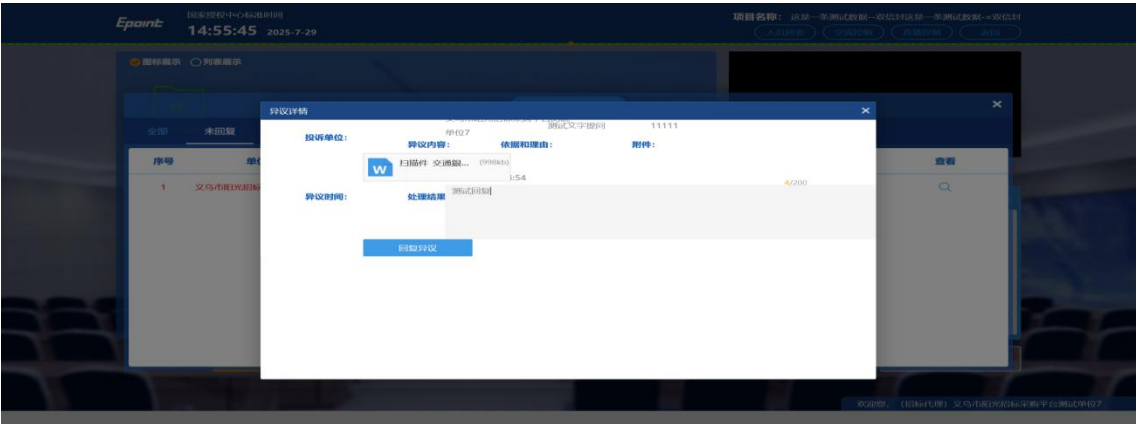 Epoint
国家授权中心标准时间
14:55:45 2025-7-29
项目名称： 这是一条测试数据--双信封这是一条测试数据-=双信封
返回
图标展示 列表展示
异议详情
全部 未回复
投诉单位：
单位7
异议内容：
测试文字提问
依据和理由：
11111
附件：
序号
查看
扫描件 交通银... (998kb)
1
义乌市阳光招标
:54
4/200
异议时间：
处理结果
测试回复
回复异议
欢迎您， （招标代理）义乌市阳光招标采购平台测试单位7